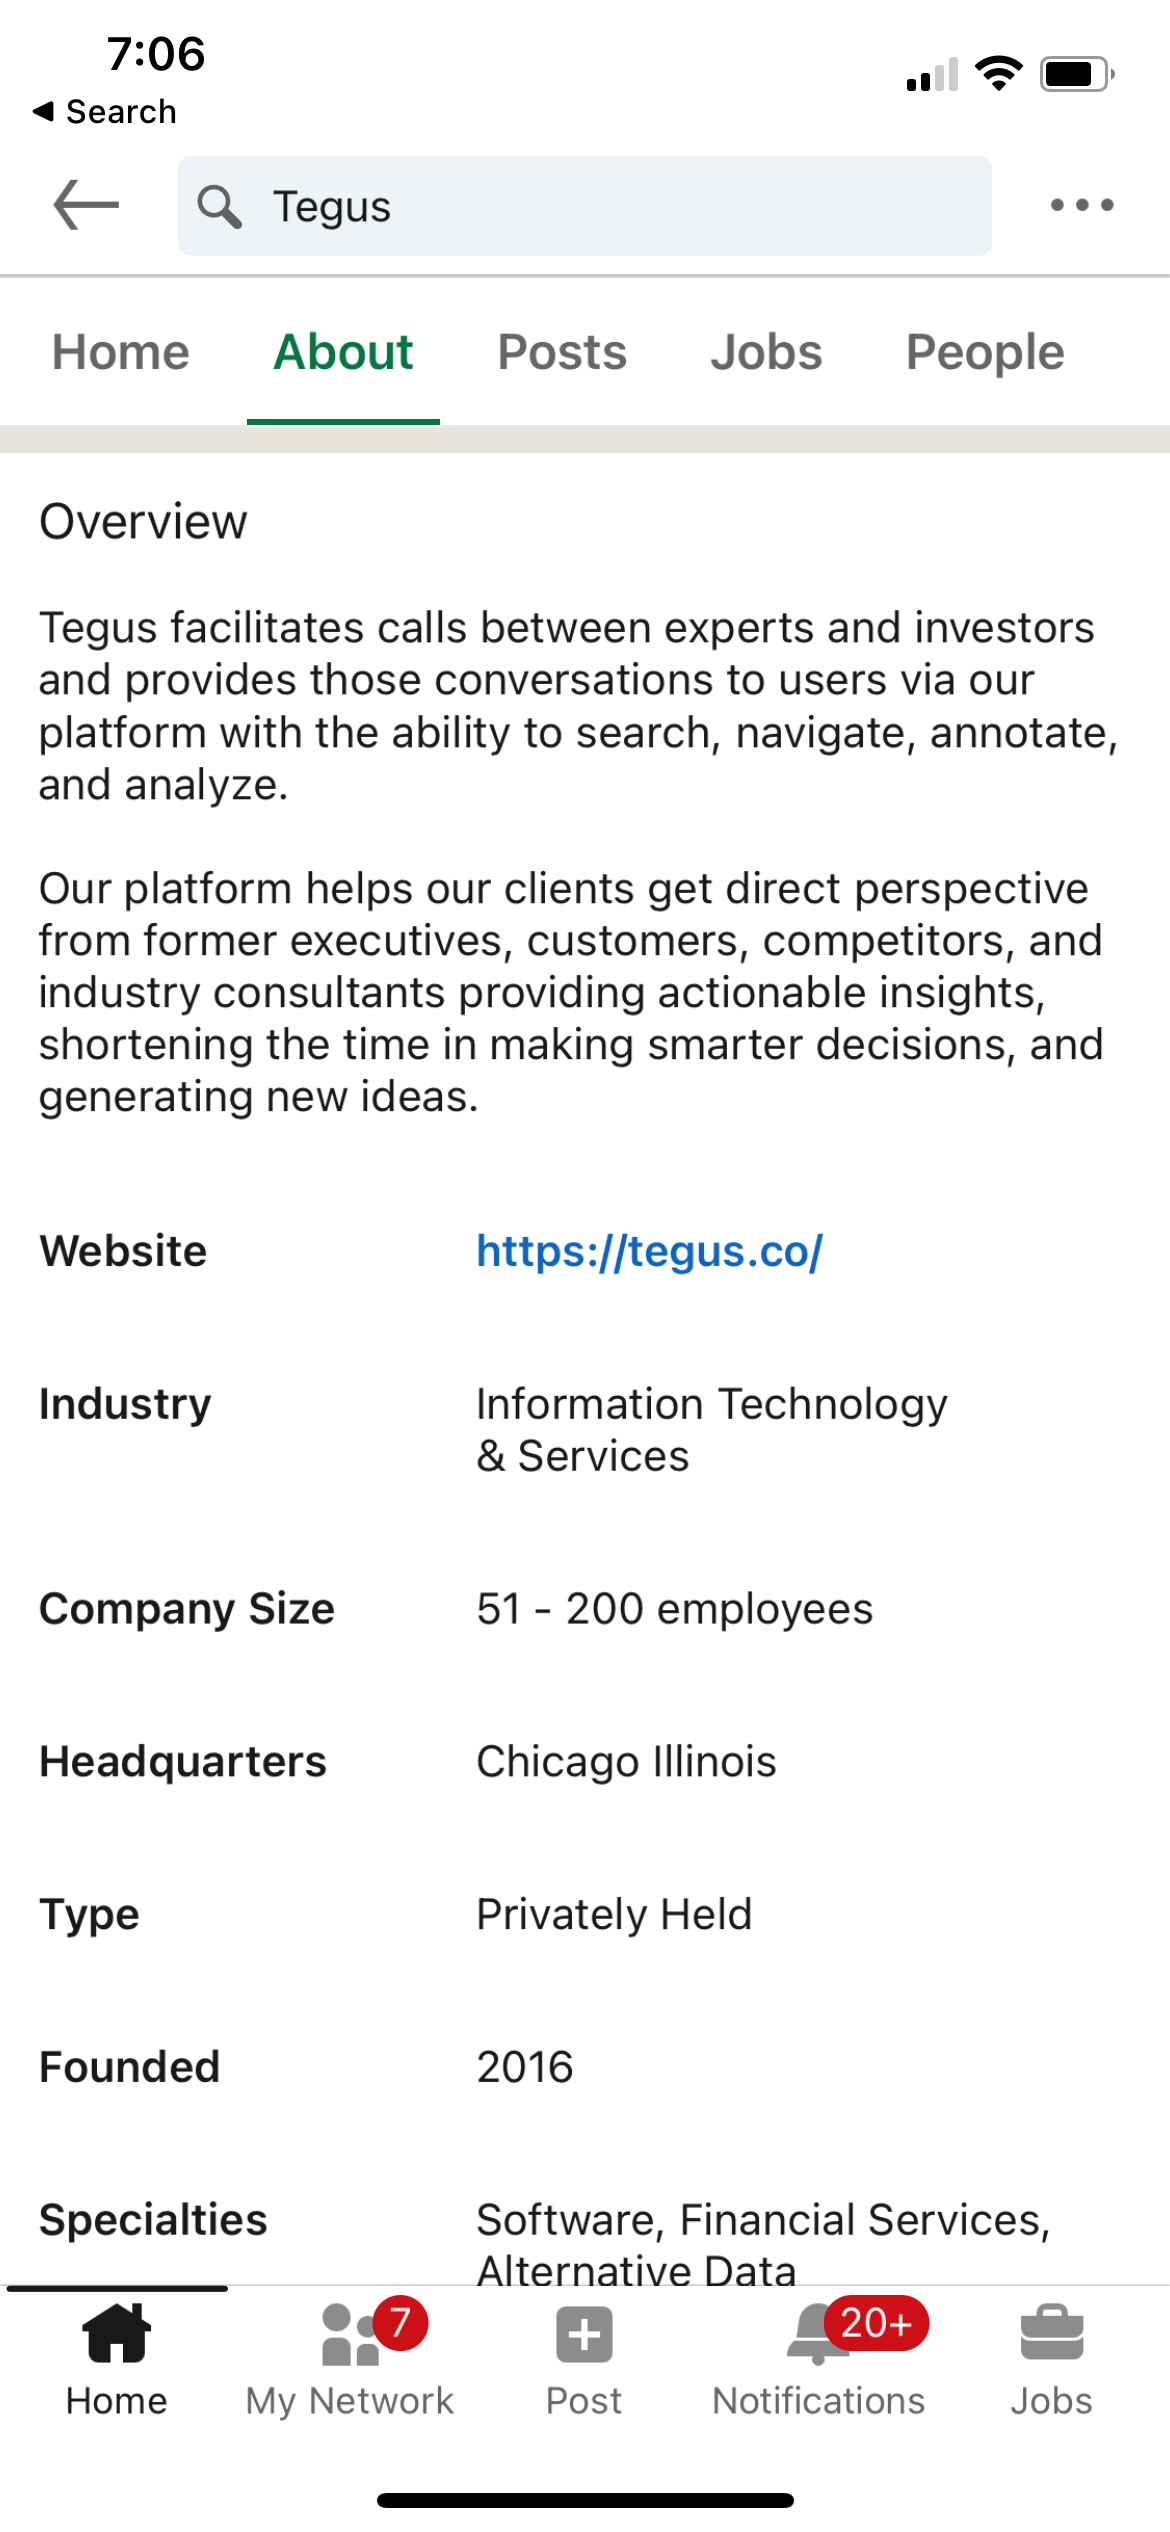 7:06
◀ Search
Tegus
Home About Posts Jobs People
Overview
Tegus facilitates calls between experts and investors
and provides those conversations to users via our
platform with the ability to search, navigate, annotate,
and analyze.
Our platform helps our clients get direct perspective
from former executives, customers, competitors, and
industry consultants providing actionable insights,
shortening the time in making smarter decisions, and
generating new ideas.
Website https://tegus.co/
Industry Information Technology
& Services
Company Size 51 - 200 employees
Headquarters Chicago Illinois
Type Privately Held
Founded 2016
Specialties Software, Financial Services,
Alternative Data
7 20+
Home My Network Post Notifications Jobs